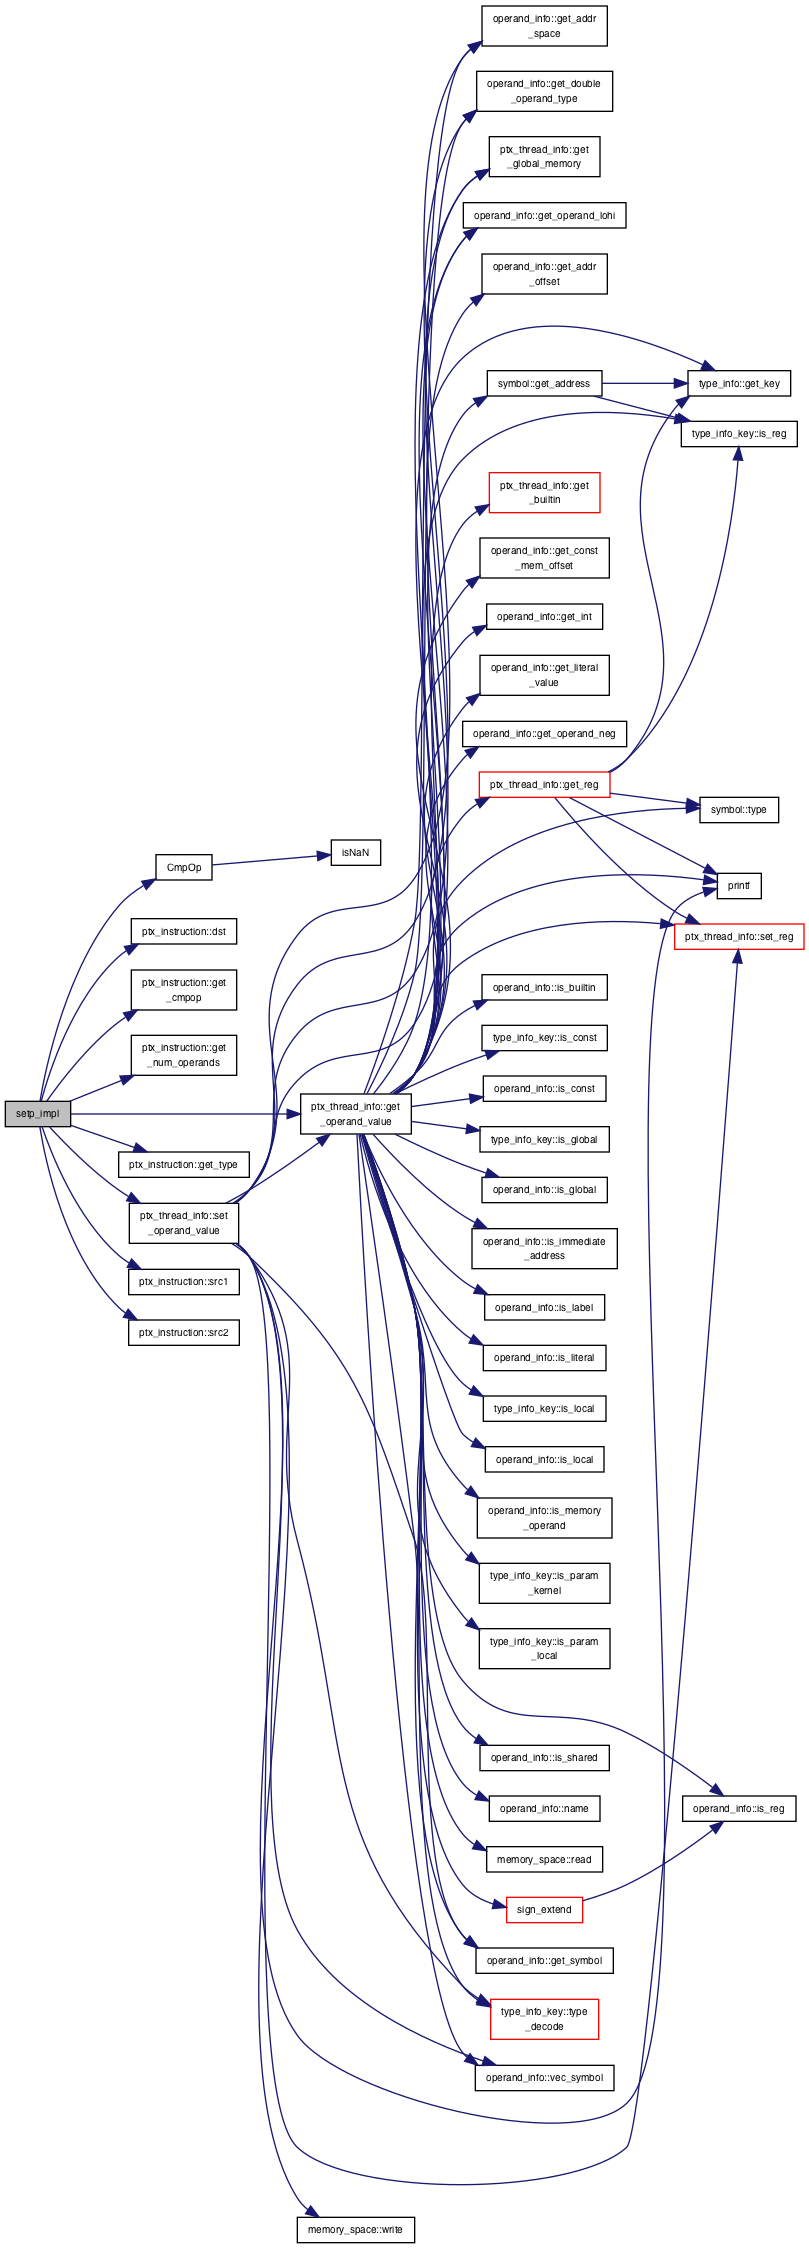 operand_info::get_addr
_space
operand_info::get_double
_operand_type
ptx_thread_info::get
_global_memory
operand_info::get_operand_lohi
operand_info::get_addr
_offset
symbol::get_address
type_info::get_key
type_info_key::is_reg
ptx_thread_info::get
_builtin
operand_info::get_const
_mem_offset
operand_info::get_int
operand_info::get_literal
_value
operand_info::get_operand_neg
ptx_thread_info::get_reg
symbol::type
isNaN
CmpOp
printf
ptx_instruction::dst
ptx_thread_info::set_reg
ptx_instruction::get
_cmpop
operand_info::is_builtin
type_info_key::is_const
ptx_instruction::get
_num_operands
operand_info::is_const
setp_impl
ptx_thread_info::get
_operand_value
type_info_key::is_global
ptx_instruction::get_type
operand_info::is_global
ptx_thread_info::set
_operand_value
operand_info::is_immediate
_address
ptx_instruction::src1
operand_info::is_label
ptx_instruction::src2
operand_info::is_literal
type_info_key::is_local
operand_info::is_local
operand_info::is_memory
_operand
type_info_key::is_param
_kernel
type_info_key::is_param
_local
operand_info::is_shared
operand_info::name
operand_info::is_reg
memory_space::read
sign_extend
operand_info::get_symbol
type_info_key::type
_decode
operand_info::vec_symbol
memory_space::write